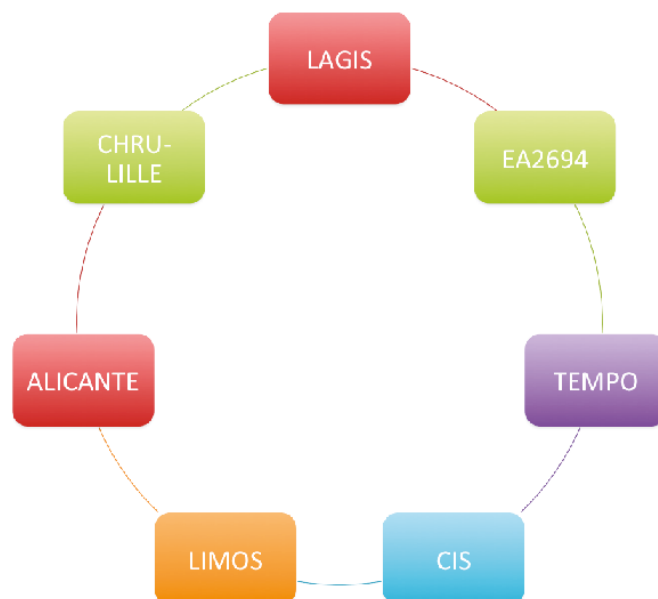 LAGIS
EA2694
TEMPO
CIS
LIMOS
ALICANTE
CHRU-
LILLE